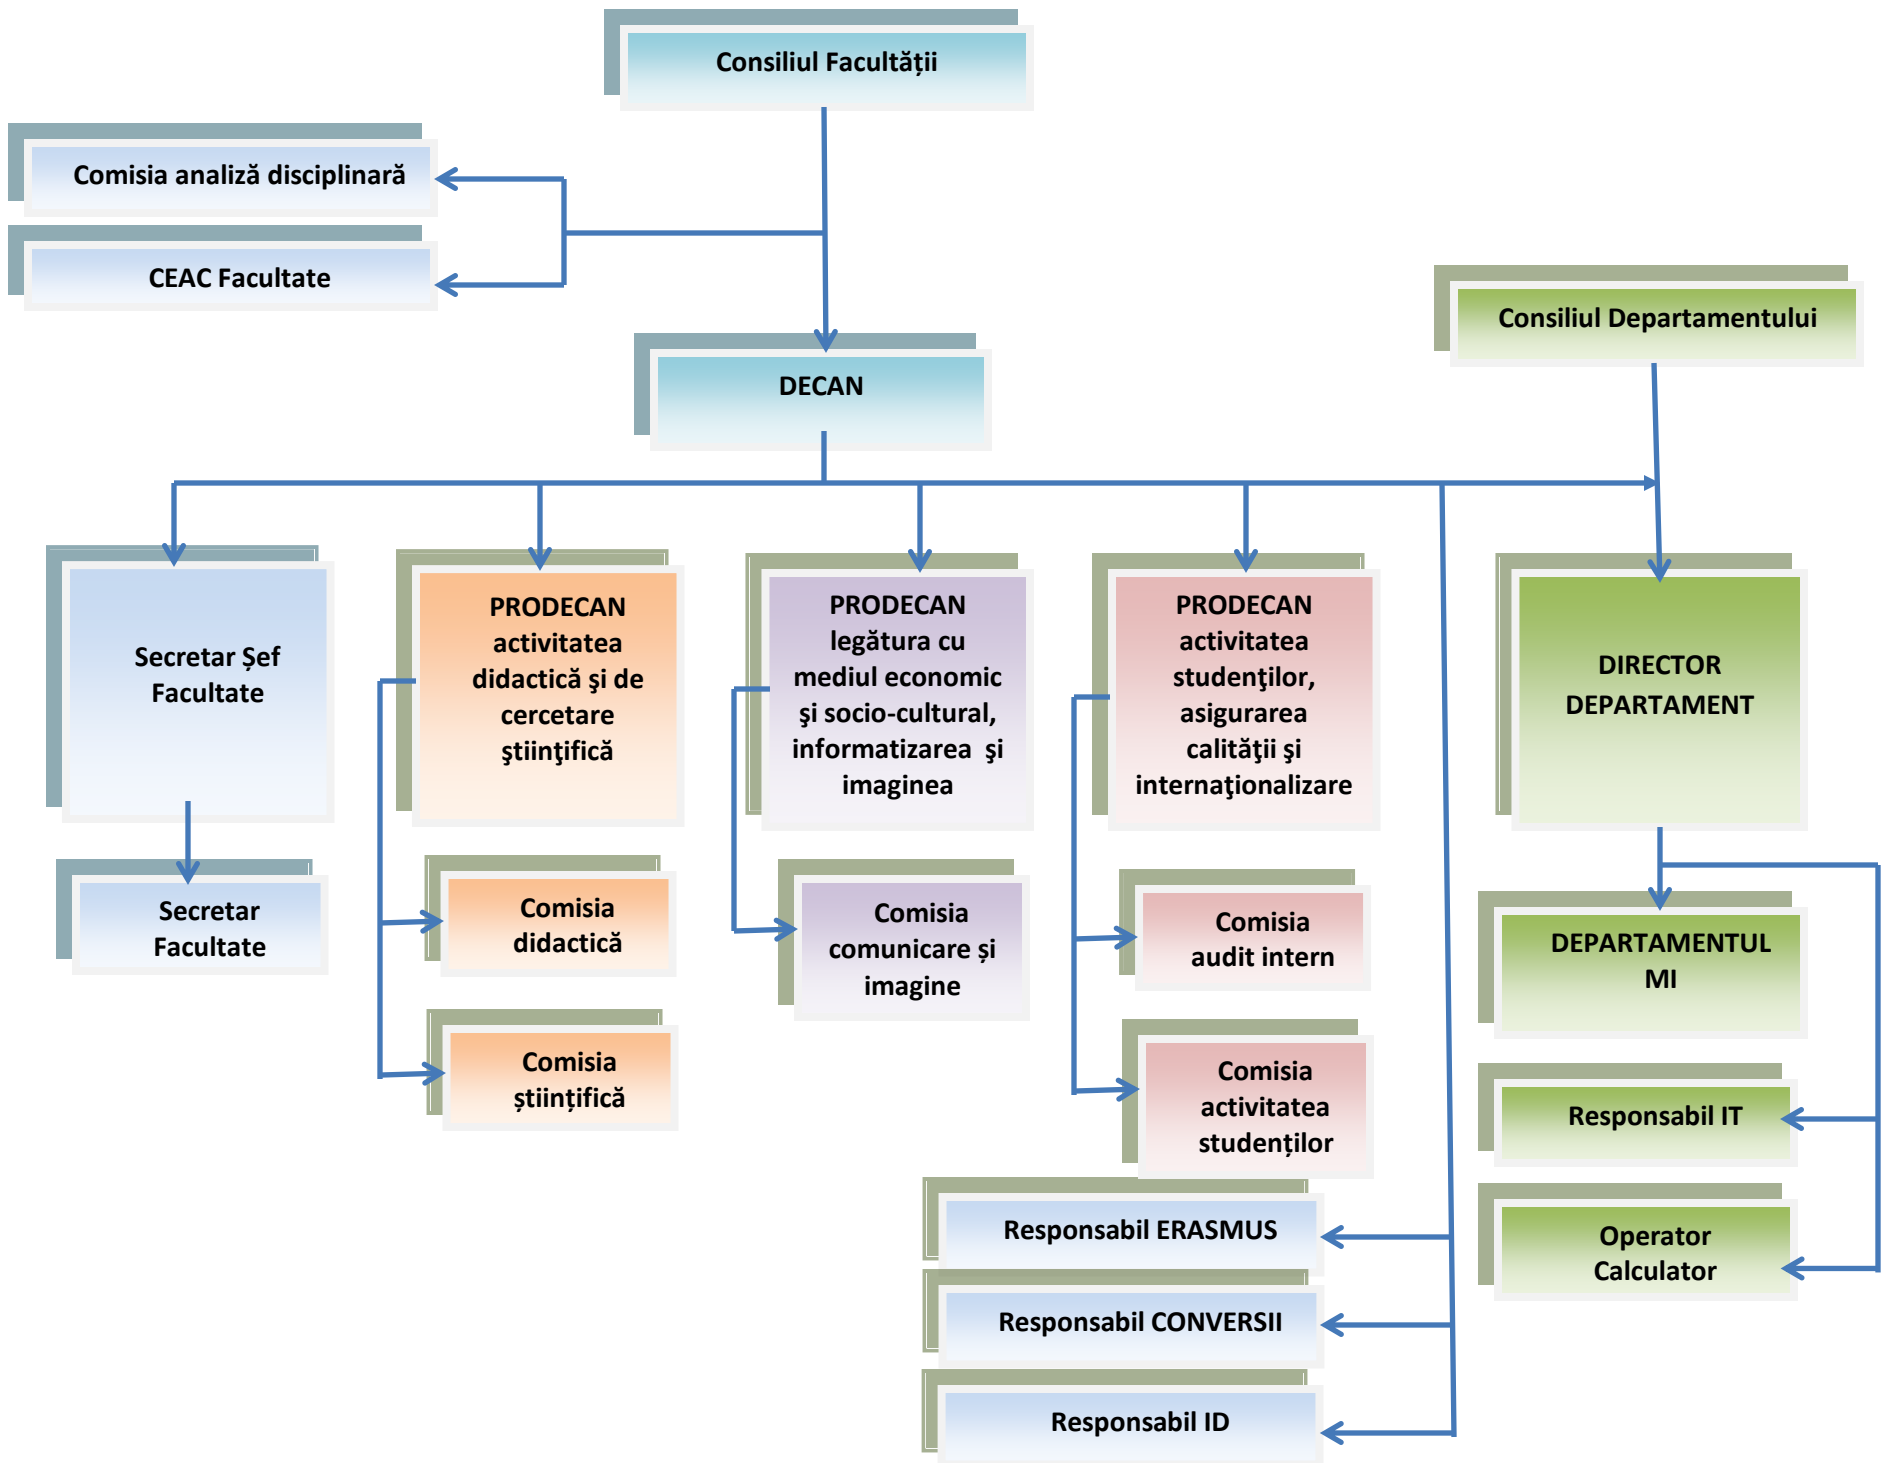 Consiliul Facultății
Comisia analiză disciplinară
CEAC Facultate
Consiliul Departamentului
DECAN
Secretar Șef
Facultate
PRODECAN
activitatea
didactică şi de
cercetare
ştiinţifică
PRODECAN
legătura cu
mediul economic
şi socio-cultural,
informatizarea şi
imaginea
PRODECAN
activitatea
studenţilor,
asigurarea
calităţii şi
internaţionalizare
DIRECTOR
DEPARTAMENT
Secretar
Facultate
Comisia
didactică
Comisia
comunicare și
imagine
Comisia
audit intern
DEPARTAMENTUL
MI
Comisia
științifică
Comisia
activitatea
studenților
Responsabil IT
Responsabil ERASMUS
Operator
Calculator
Responsabil CONVERSII
Responsabil ID